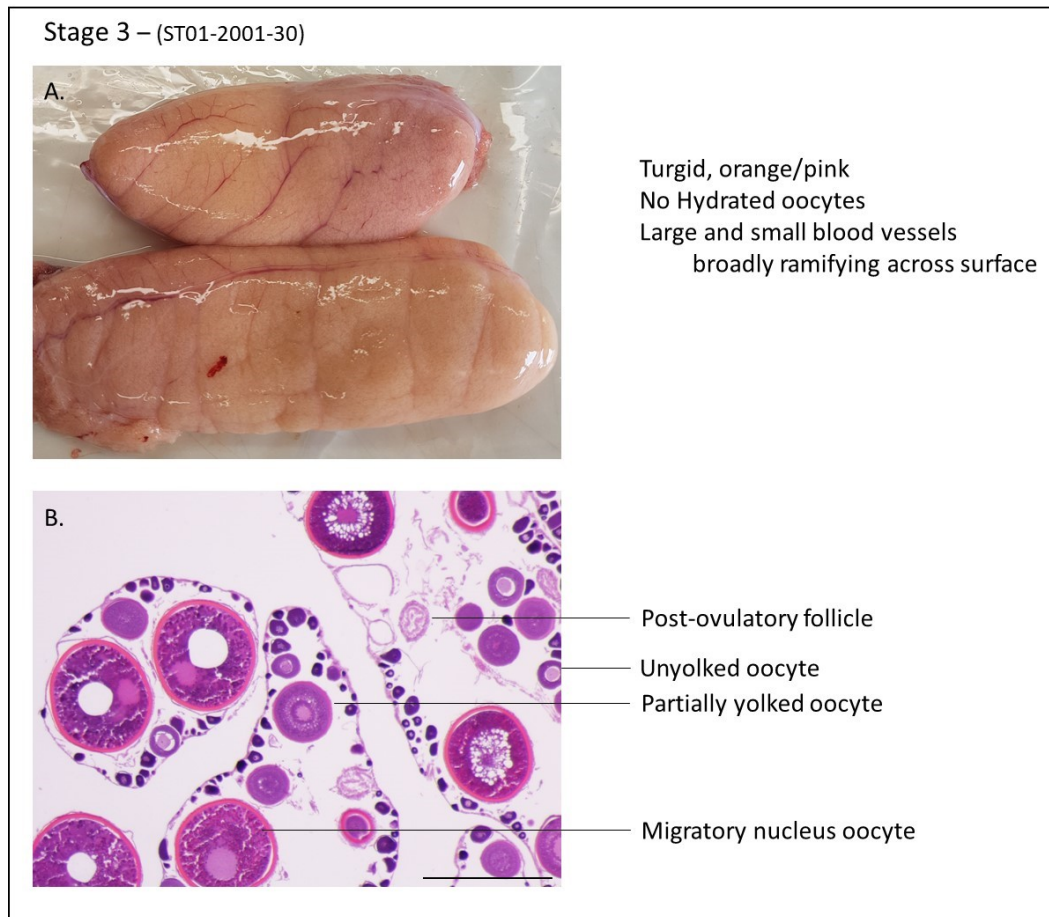 Stage 3 – (ST01-2001-30)
A.
Turgid, orange/pink
No Hydrated oocytes
Large and small blood vessels
broadly ramifying across surface
B.
Post-ovulatory follicle
Unyolked oocyte
Partially yolked oocyte
Migratory nucleus oocyte